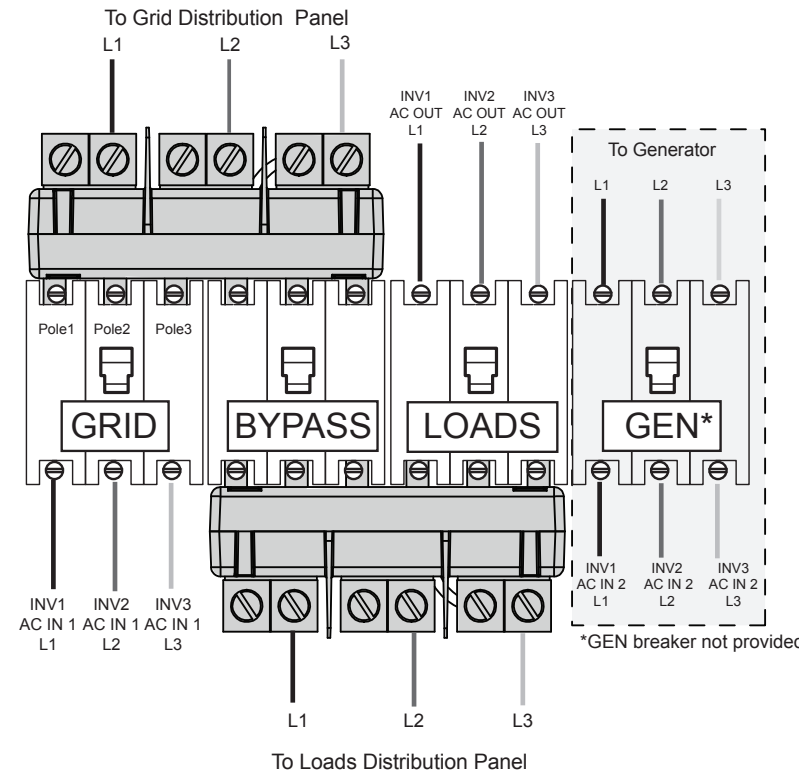 To Grid Distribution Panel
L1 L2 L3
INV1 INV2 INV3
AC OUT AC OUT AC OUT
L1 L2 L3
To Generator
L1 L2 L3
Pole1 Pole2 Pole3
GRID BYPASS LOADS GEN*
INV1 INV2 INV3
AC IN 1 AC IN 1 AC IN 1
L1 L2 L3
INV1 INV2 INV3
AC IN 2 AC IN 2 AC IN 2
L1 L2 L3
*GEN breaker not provided
L1 L2 L3
To Loads Distribution Panel